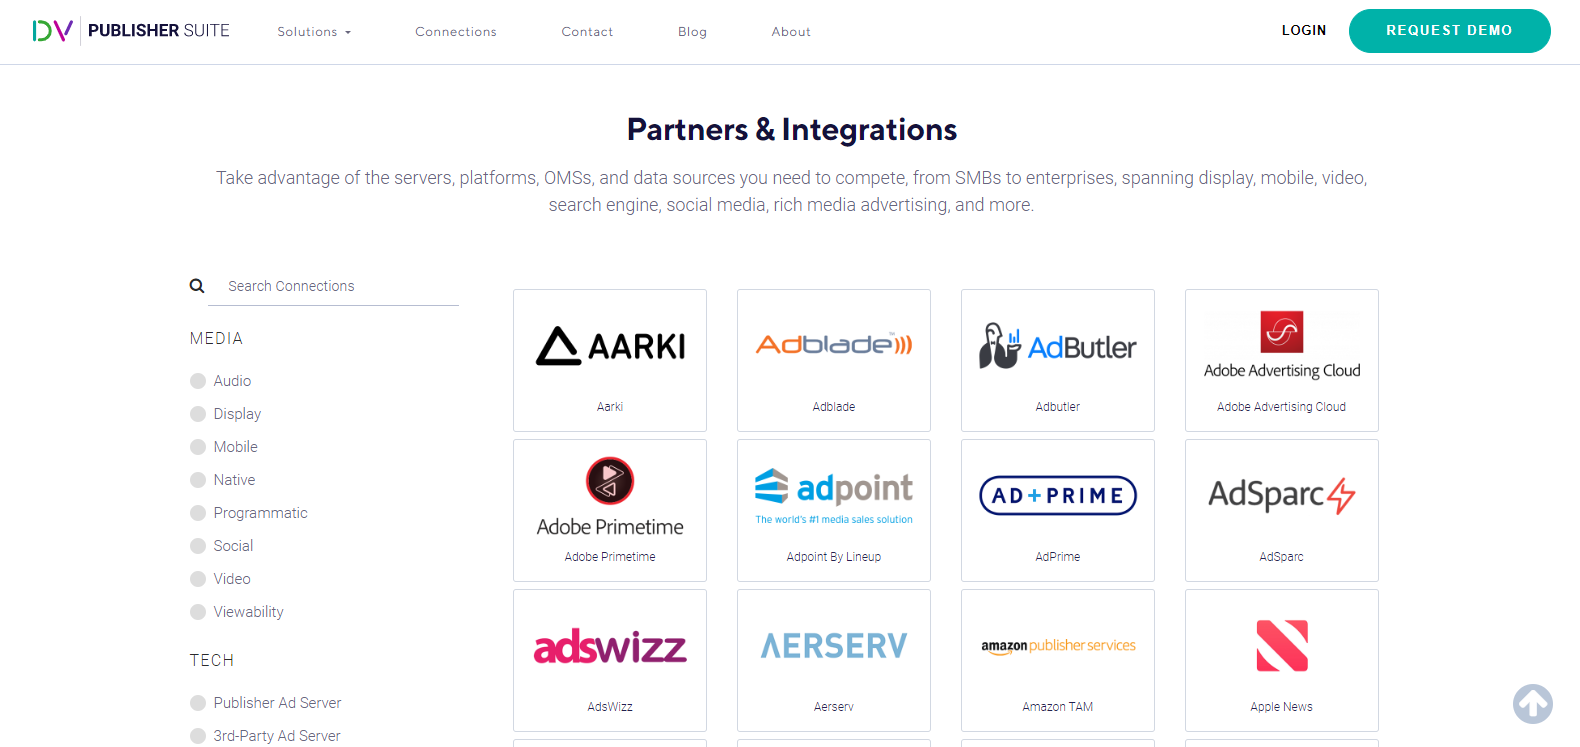 DV PUBLISHER SUITE
Solutions
Connections
Contact
Blog
About
LOGIN
REQUEST DEMO
Partners & Integrations
Take advantage of the servers, platforms, OMSs, and data sources you need to compete, from SMBs to enterprises, spanning display, mobile, video,
search engine, social media, rich media advertising, and more.
Search Connections
MEDIA
Audio
Display
Mobile
Native
Programmatic
Social
Video
Viewability
TECH
Publisher Ad Server
3rd-Party Ad Server
AARKI
Aarki
Adblade
Adblade
AdButler
Adbutler
Adobe Advertising Cloud
Adobe Advertising Cloud
Adobe Primetime
Adobe Primetime
adpoint
The world's #1 media sales solution
Adpoint By Lineup
AD+PRIME
AdPrime
AdSparc
AdSparc
adswizz
AdsWizz
AERSERV
Aerserv
amazon publisher services
Amazon TAM
Apple News